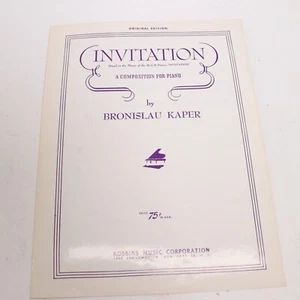 ORIGINAL EDITION
INVITATION
A COMPOSITION FOR PIANO
by
BRONISLAU KAPER
75¢
ROBBINS MUSIC CORPORATION